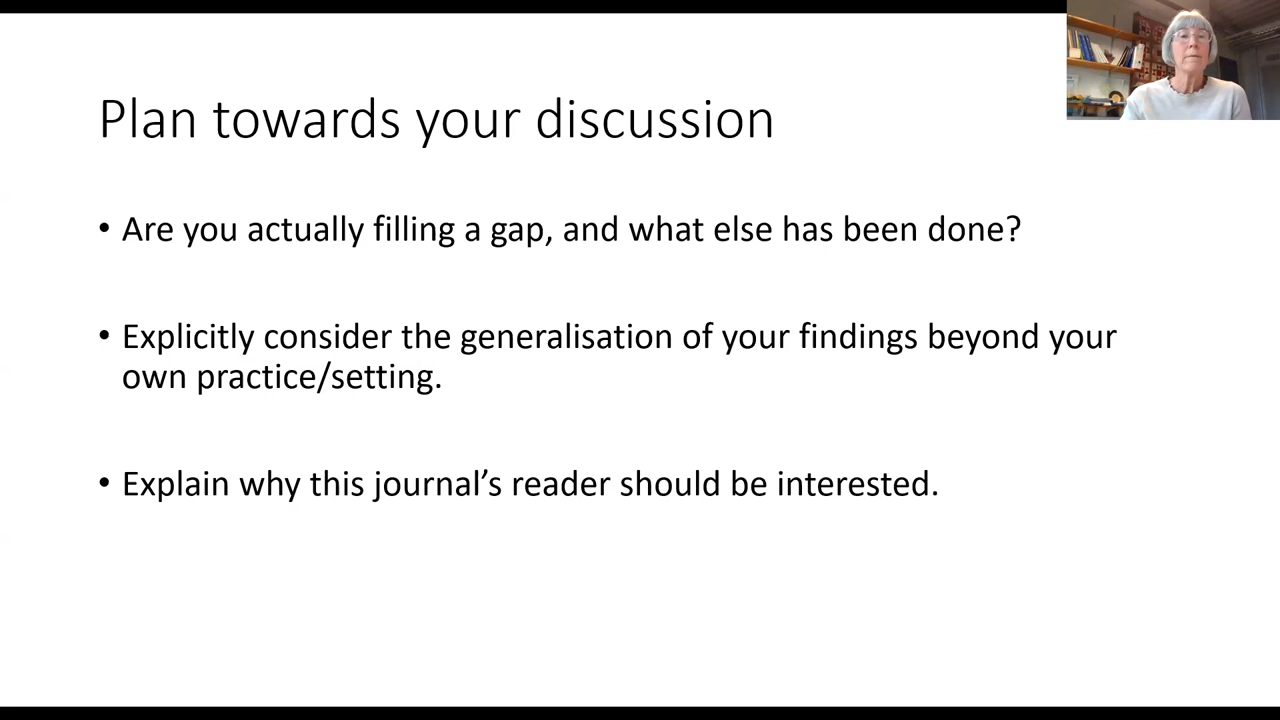 Plan towards your discussion
• Are you actually filling a gap, and what else has been done?
• Explicitly consider the generalisation of your findings beyond your
own practice/setting.
• Explain why this journal’s reader should be interested.